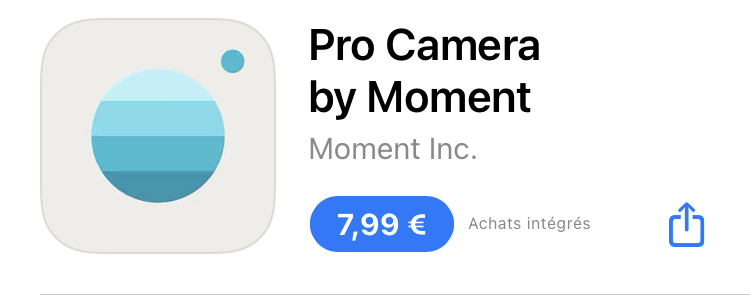 Pro Camera
by Moment
Moment Inc.
7,99 € Achats intégrés